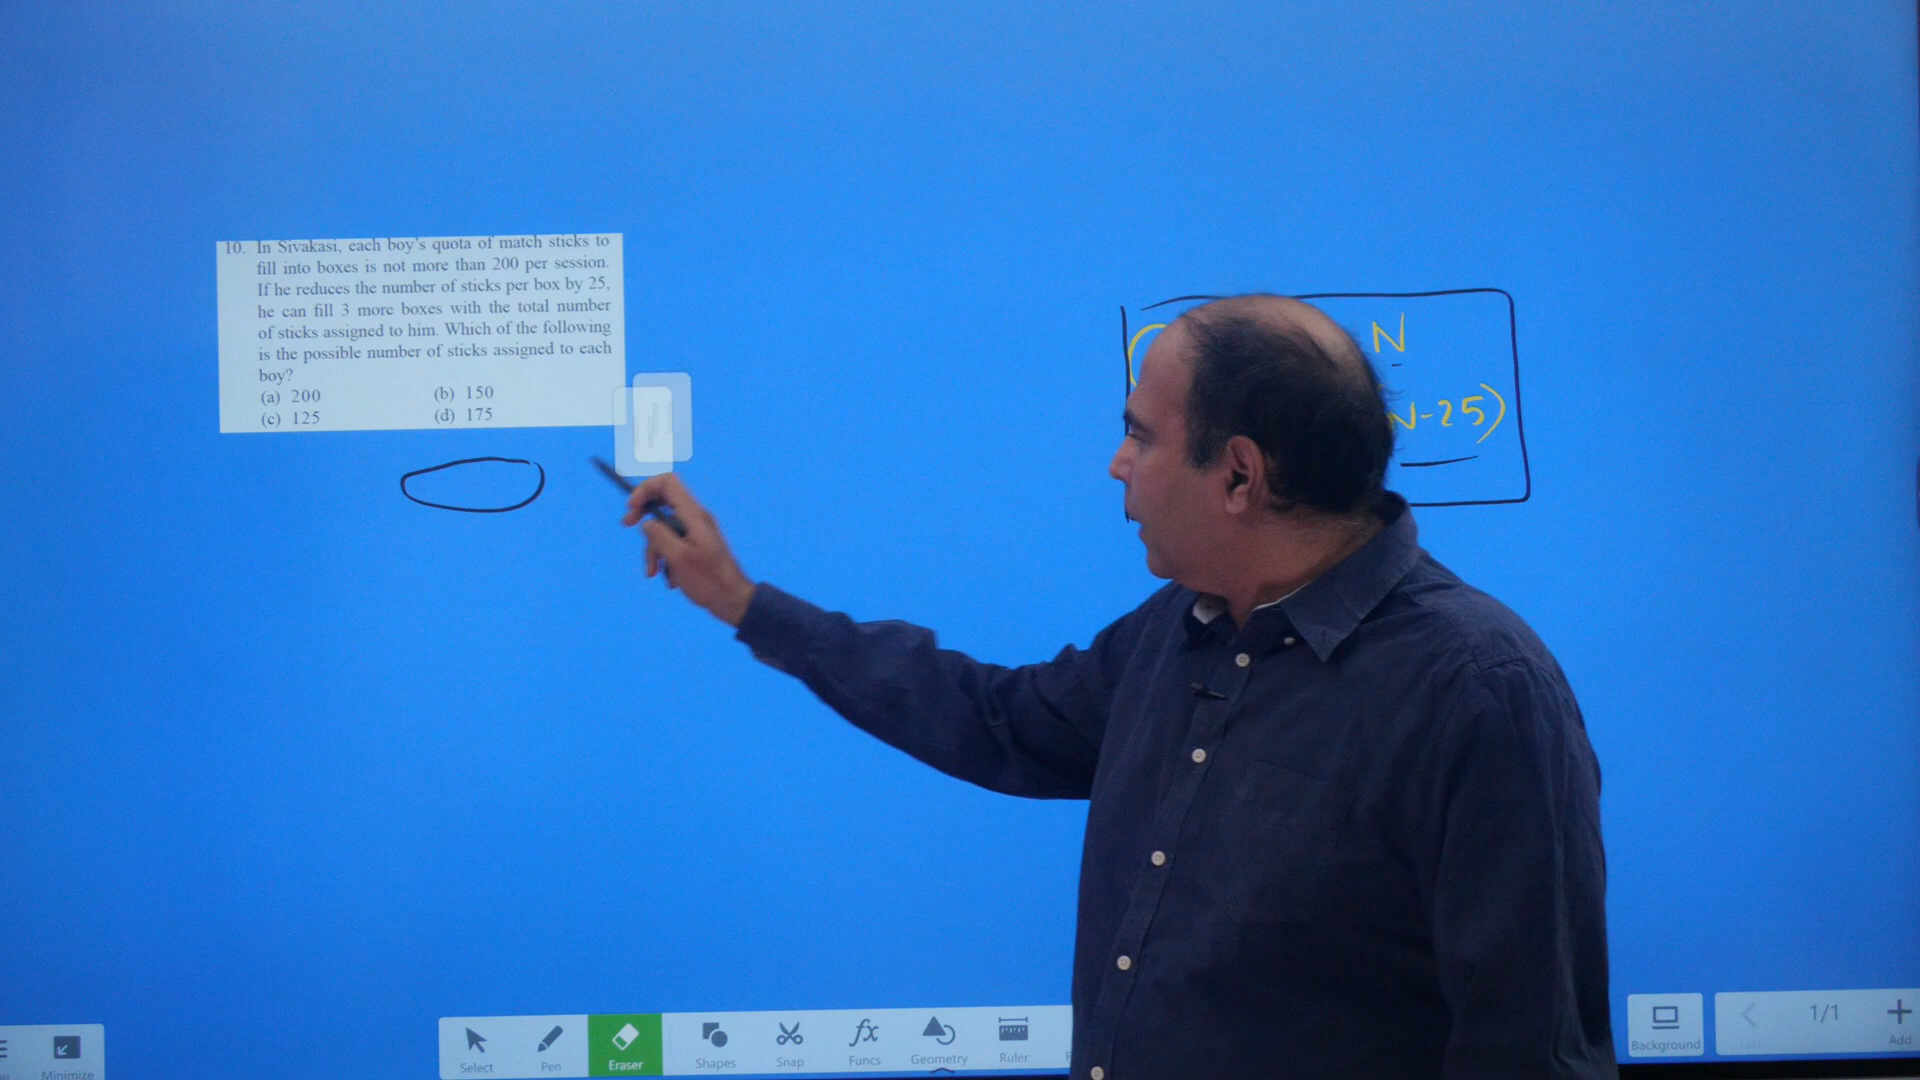 10. In Sivakasi, each boy's quota of match sticks to
fill into boxes is not more than 200 per session.
If he reduces the number of sticks per box by 25,
he can fill 3 more boxes with the total number
of sticks assigned to him. Which of the following
is the possible number of sticks assigned to each
boy?
(a) 200 (b) 150
(c) 125 (d) 175
N
N-25)
Minimize
Select
Pen
Eraser
Shapes
Snap
fx
Funcs
Geometry
Ruler
Background
1/1
Add